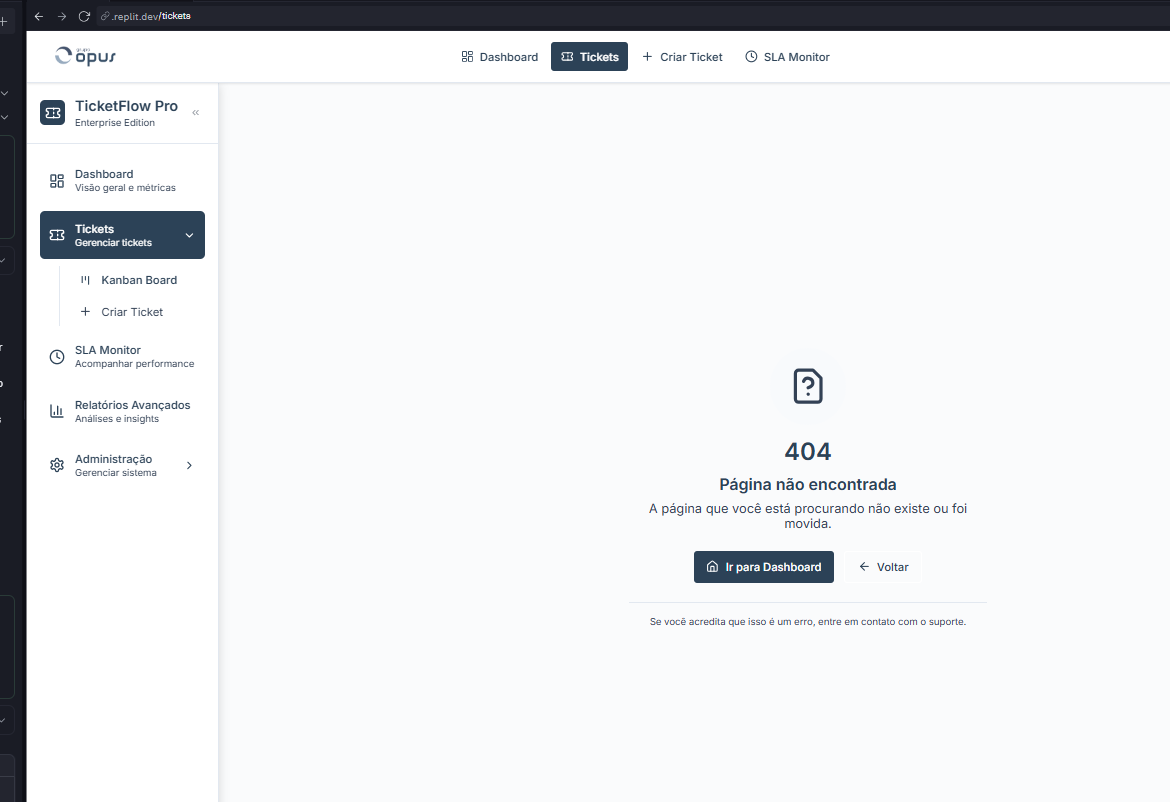 .replit.dev/tickets
grupo
opus
Dashboard
Tickets
Criar Ticket
SLA Monitor
TicketFlow Pro
Enterprise Edition
Dashboard
Visão geral e métricas
Tickets
Gerenciar tickets
Kanban Board
Criar Ticket
SLA Monitor
Acompanhar performance
Relatórios Avançados
Análises e insights
Administração
Gerenciar sistema
404
Página não encontrada
A página que você está procurando não existe ou foi
movida.
Ir para Dashboard
Voltar
Se você acredita que isso é um erro, entre em contato com o suporte.